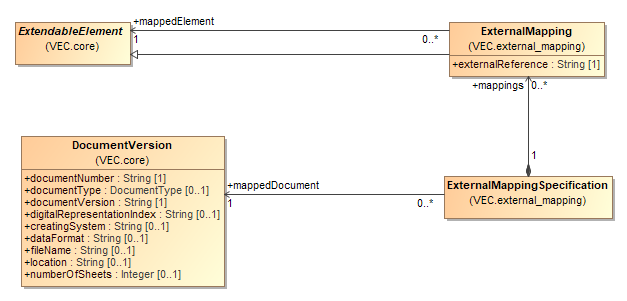 ExtendableElement
(VEC.core)
+mappedElement
1
0..*
ExternalMapping
(VEC.external_mapping)
+externalReference : String [1]
+mappings
0..*
1
DocumentVersion
(VEC.core)
+documentNumber : String [1]
+documentType : DocumentType [0..1]
+documentVersion : String [1]
+digitalRepresentationIndex : String [0..1]
+creatingSystem : String [0..1]
+dataFormat : String [0..1]
+fileName : String [0..1]
+location : String [0..1]
+numberOfSheets : Integer [0..1]
+mappedDocument
1
0..*
ExternalMappingSpecification
(VEC.external_mapping)